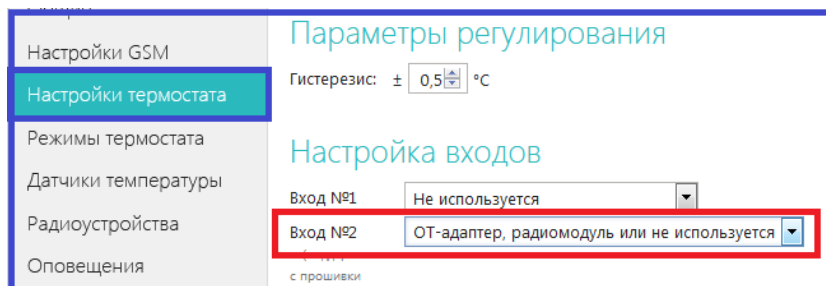 Настройки GSM
Настройки термостата
Режимы термостата
Датчики температуры
Радиоустройства
Оповещения
Параметры регулирования
Гистерезис: ± 0,5 °C
Настройка входов
Вход №1 Не используется
Вход №2 ОТ-адаптер, радиомодуль или не используется
с прошивки